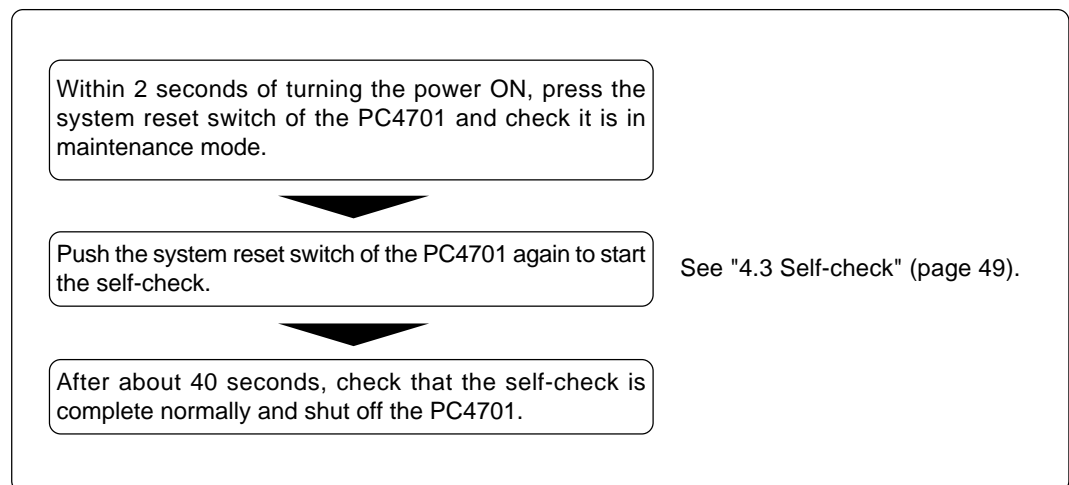 Within 2 seconds of turning the power ON, press the
system reset switch of the PC4701 and check it is in
maintenance mode.
Push the system reset switch of the PC4701 again to start
the self-check.
See "4.3 Self-check" (page 49).
After about 40 seconds, check that the self-check is
complete normally and shut off the PC4701.